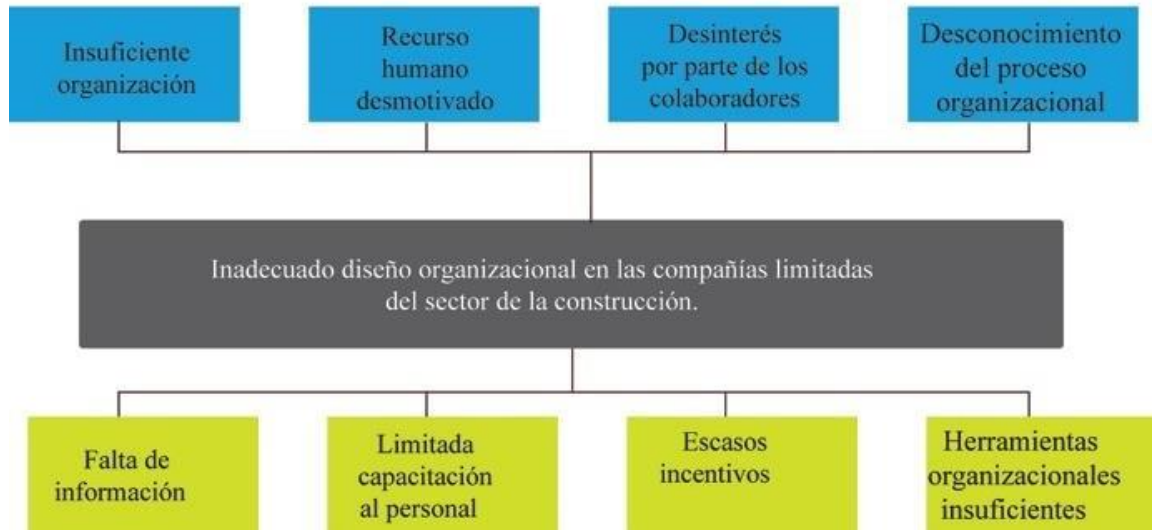 Insuficiente
organización
Recurso
humano
desmotivado
Desinterés
por parte de los
colaboradores
Desconocimiento
del proceso
organizacional
Inadecuado diseño organizacional en las compañías limitadas
del sector de la construcción.
Falta de
información
Limitada
capacitación
al personal
Escasos
incentivos
Herramientas
organizacionales
insuficientes